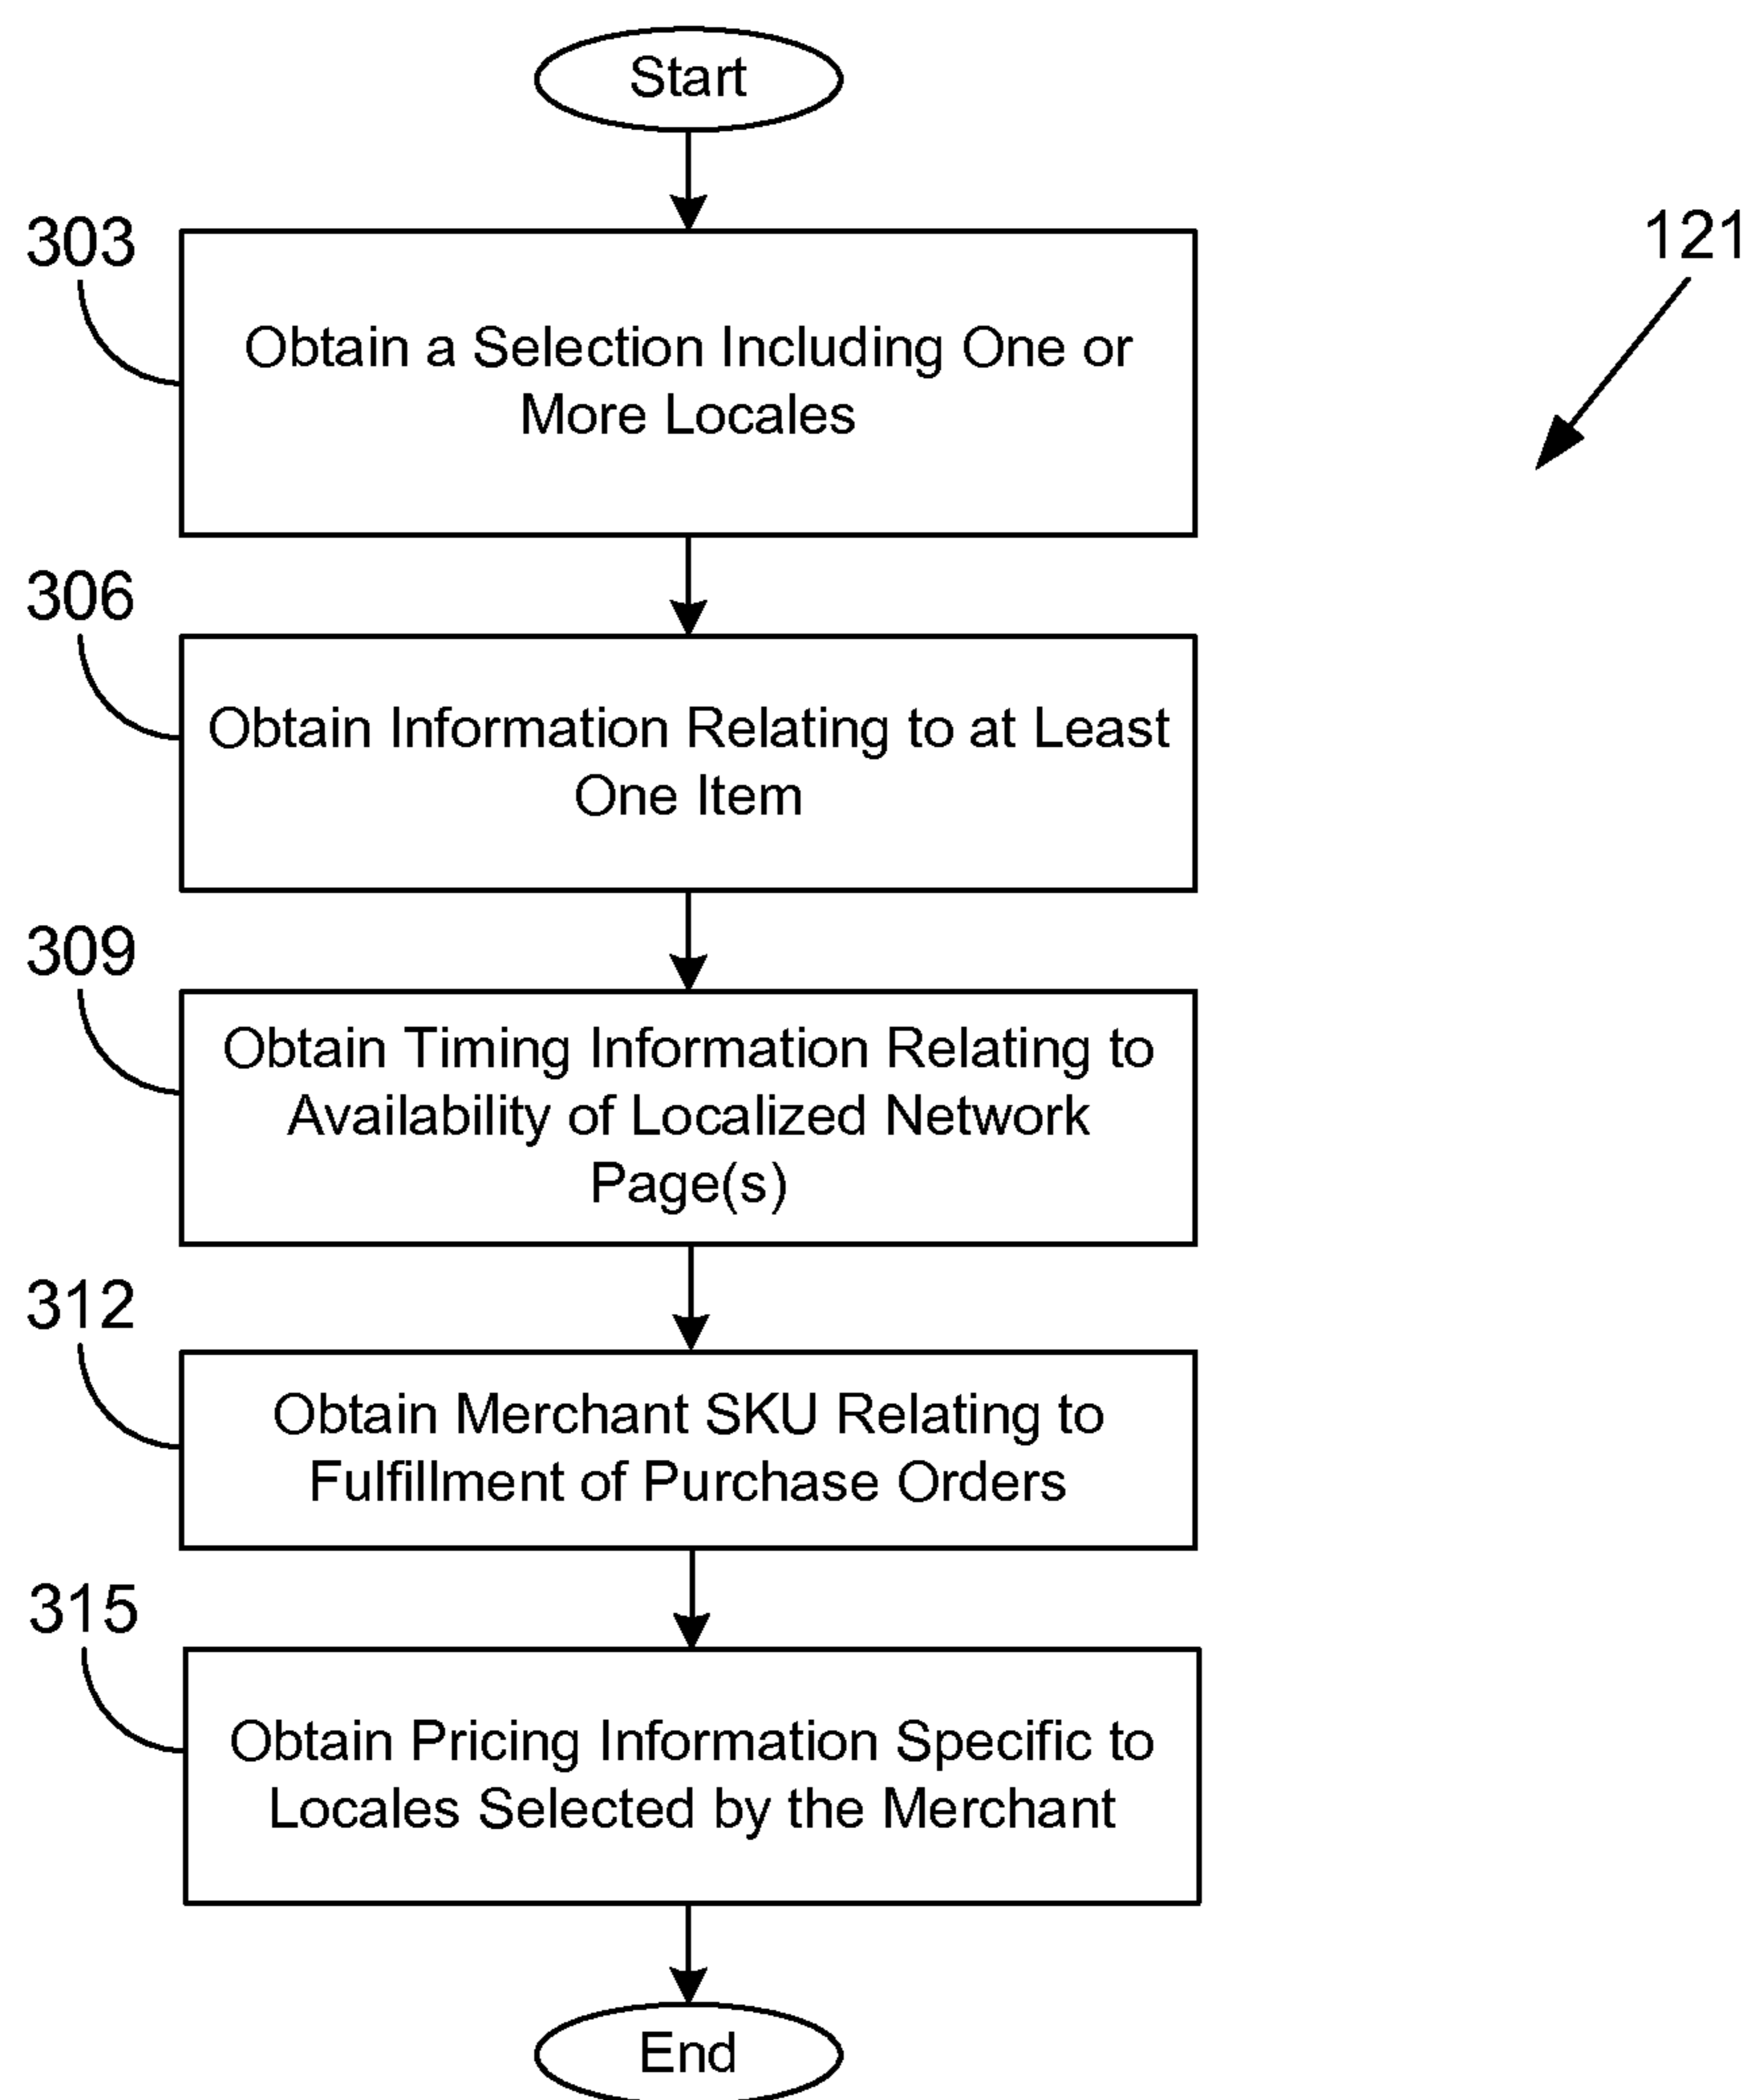 Start
303
121
Obtain a Selection Including One or
More Locales
306
Obtain Information Relating to at Least
One Item
309
Obtain Timing Information Relating to
Availability of Localized Network
Page(s)
312
Obtain Merchant SKU Relating to
Fulfillment of Purchase Orders
315
Obtain Pricing Information Specific to
Locales Selected by the Merchant
End